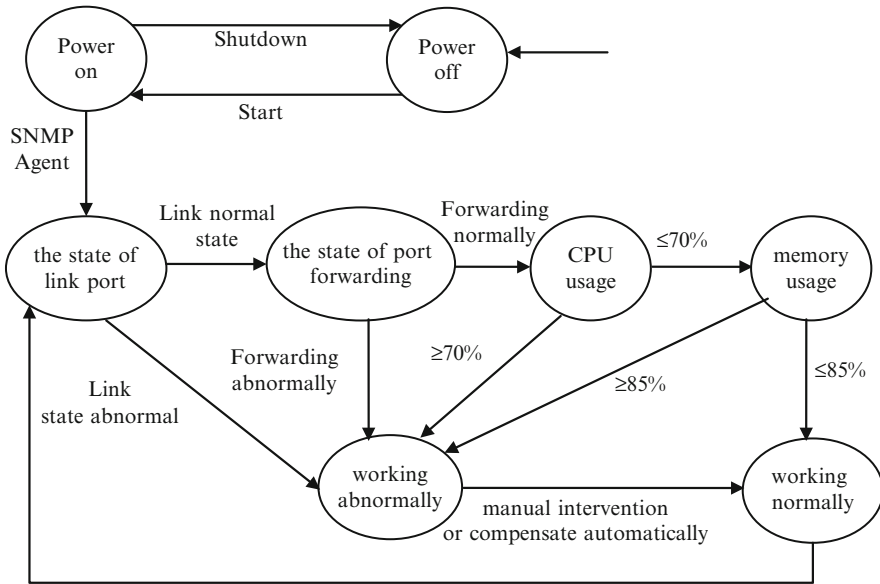 Power
on
Shutdown
Power
off
Start
SNMP
Agent
the state of
link port
Link normal
state
the state of port
forwarding
Forwarding
normally
CPU
usage
≤70%
memory
usage
Link
state abnormal
Forwarding
abnormally
≥70%
≥85%
≤85%
working
abnormally
manual intervention
or compensate automatically
working
normally